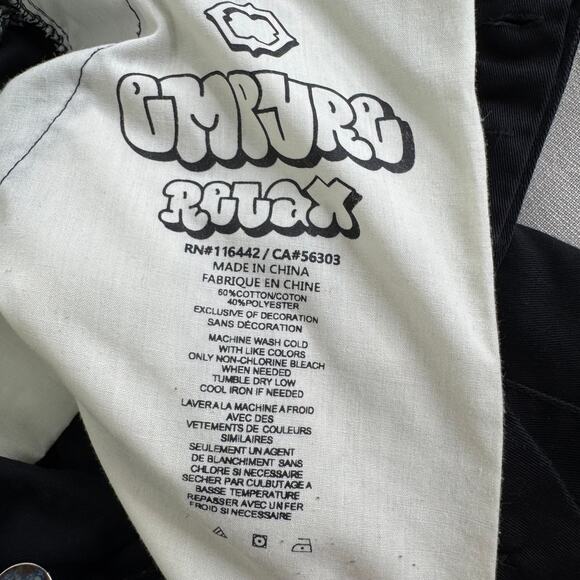 EMPYRE
RELAX
RN#116442 / CA#56303
MADE IN CHINA
FABRIQUE EN CHINE
60%COTTON/COTON
40%POLYESTER
EXCLUSIVE OF DECORATION
SANS DÉCORATION
MACHINE WASH COLD
WITH LIKE COLORS
ONLY NON-CHLORINE BLEACH
WHEN NEEDED
TUMBLE DRY LOW
COOL IRON IF NEEDED
LAVER A LA MACHINE A FROID
AVEC DES
VETEMENTS DE COULEURS
SIMILAIRES
SEULEMENT UN AGENT
DE BLANCHIMENT SANS
CHLORE SI NECESSAIRE
SECHER PAR CULBUTAGE A
BASSE TEMPERATURE
REPASSER AVEC UN FER
FROID SI NECESSAIRE